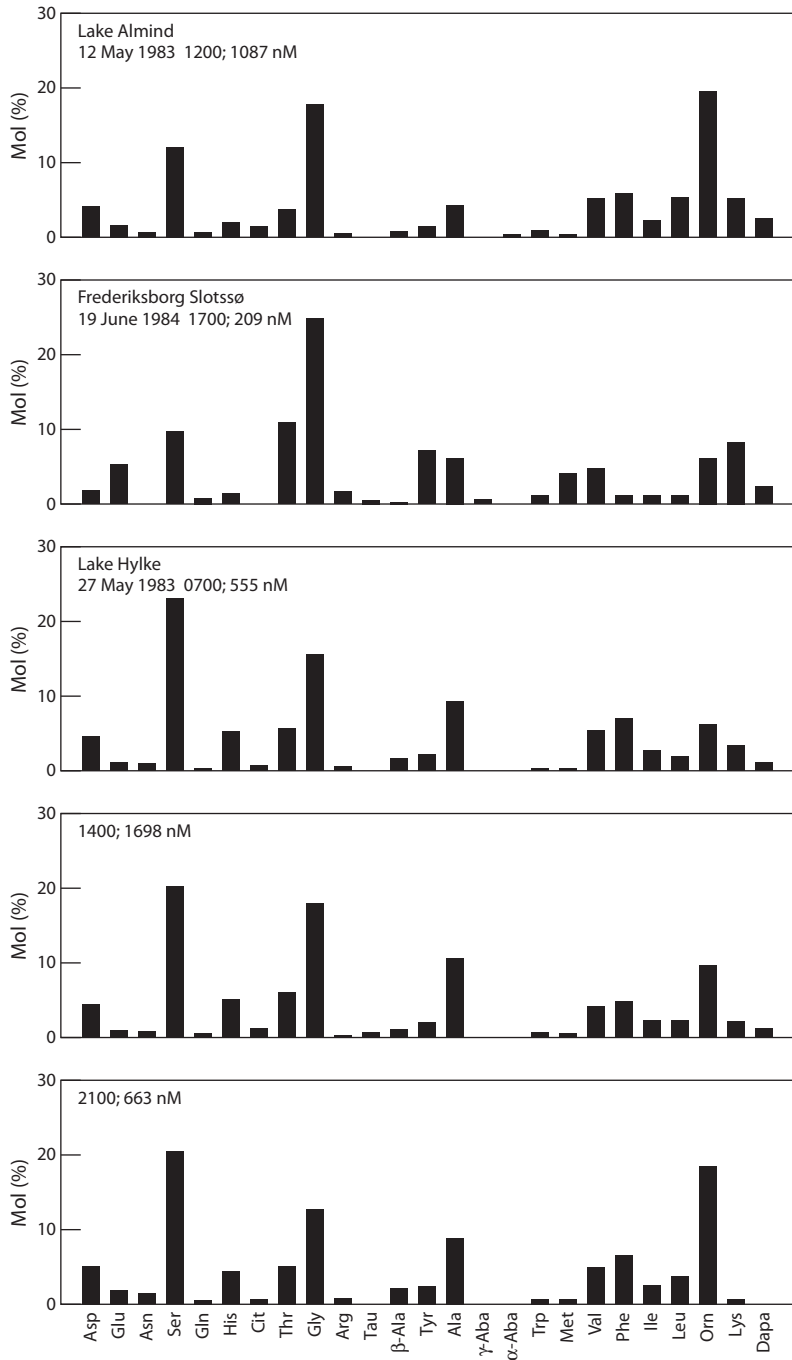 30
20
10
0
Mol (%)
Lake Almind
12 May 1983 1200; 1087 nM
30
20
10
0
Mol (%)
Frederiksborg Slotssø
19 June 1984 1700; 209 nM
30
20
10
0
Mol (%)
Lake Hylke
27 May 1983 0700; 555 nM
30
20
10
0
Mol (%)
1400; 1698 nM
30
20
10
0
Mol (%)
2100; 663 nM
Asp
Glu
Asn
Ser
Gln
His
Cit
Thr
Gly
Arg
Tau
β-Ala
Tyr
Ala
γ-Aba
α-Aba
Trp
Met
Val
Phe
Ile
Leu
Orn
Lys
Dapa